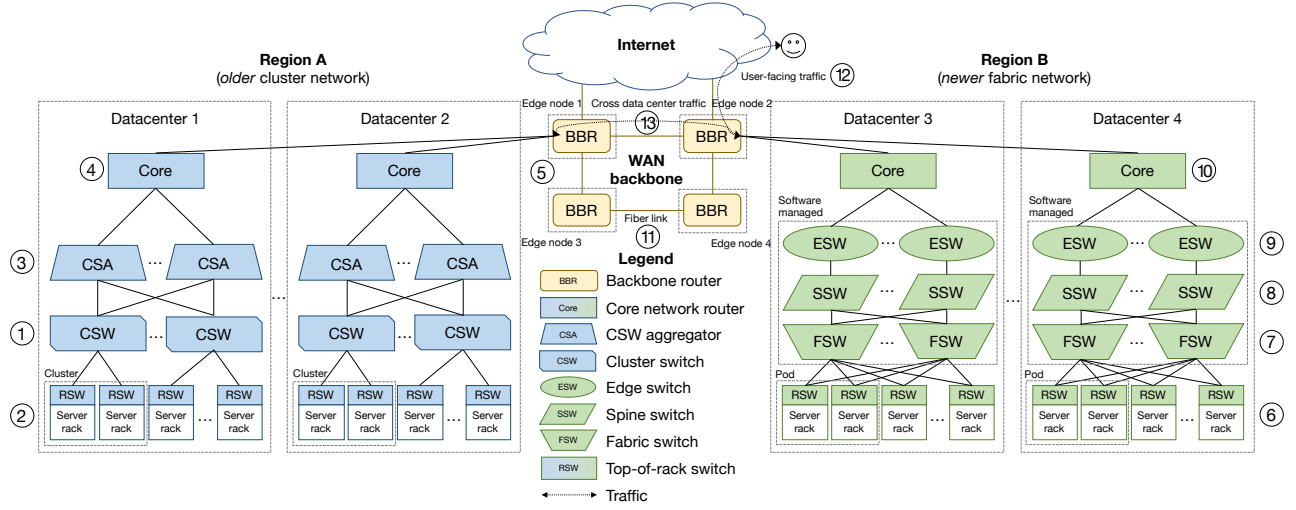 Internet
Region A
(older cluster network)
Region B
(newer fabric network)
User-facing traffic 12
Edge node 1
Cross data center traffic
Edge node 2
Datacenter 1
Datacenter 2
Datacenter 3
Datacenter 4
13
BBR
BBR
WAN
backbone
4
Core
Core
5
Core
Core
10
BBR
BBR
Fiber link
11
Edge node 3
Edge node 4
Software
managed
Software
managed
3
CSA
...
CSA
CSA
...
CSA
ESW
...
ESW
ESW
...
ESW
9
SSW
...
SSW
SSW
...
SSW
8
...
...
1
CSW
...
CSW
CSW
...
CSW
FSW
...
FSW
FSW
...
FSW
7
Cluster
Cluster
Pod
Pod
2
RSW
RSW
RSW
RSW
Server
rack
Server
rack
Server
rack
...
Server
rack
RSW
RSW
RSW
RSW
Server
rack
Server
rack
Server
rack
...
Server
rack
RSW
RSW
RSW
RSW
Server
rack
Server
rack
Server
rack
...
Server
rack
RSW
RSW
RSW
RSW
Server
rack
Server
rack
Server
rack
...
Server
rack
6
Legend
BBR Backbone router
Core Core network router
CSA CSW aggregator
CSW Cluster switch
ESW Edge switch
SSW Spine switch
FSW Fabric switch
RSW Top-of-rack switch
Traffic